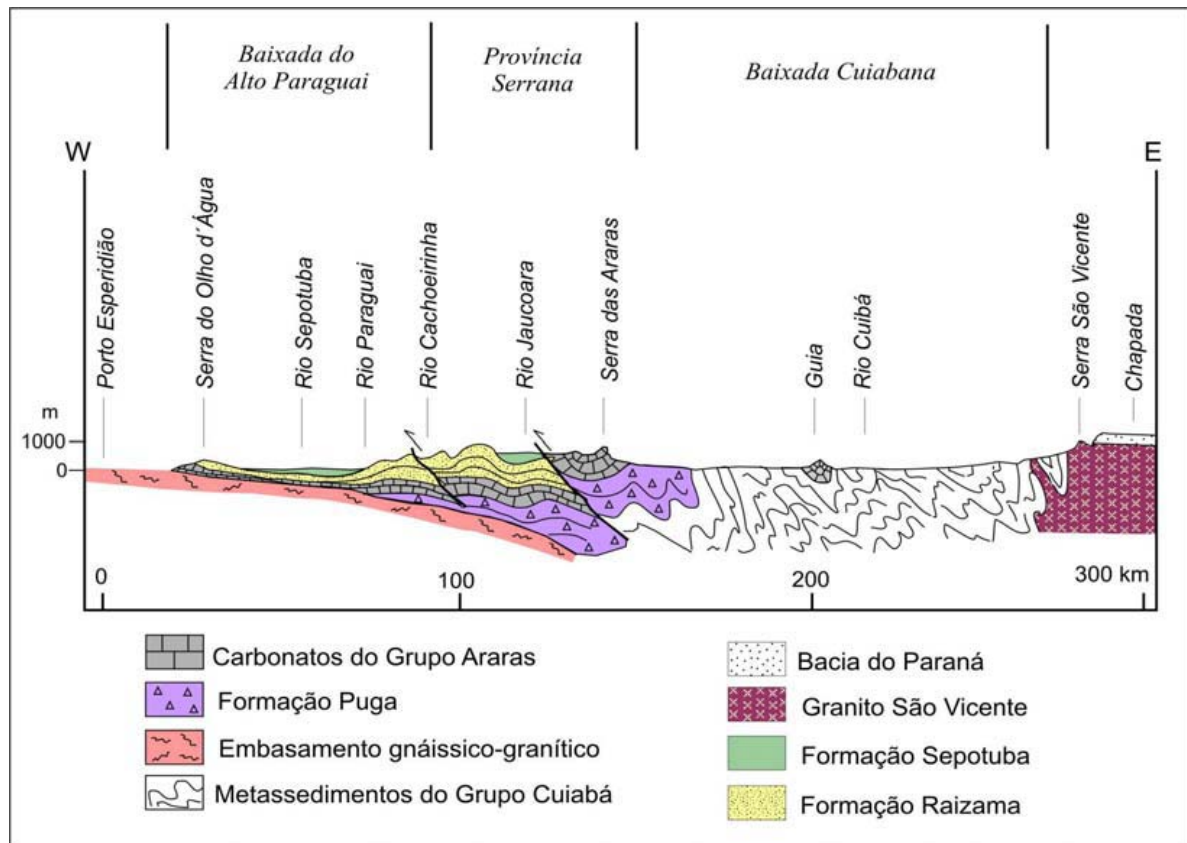 Baixada do
Alto Paraguai
Província
Serrana
Baixada Cuiabana
W
E
Porto Esperidião
Serra do Olho d´Água
Rio Sepotuba
Rio Paraguai
Rio Cachoeirinha
Rio Jaucoara
Serra das Araras
Guia
Rio Cuibá
Serra São Vicente
Chapada
m
1000
0
0
100
200
300 km
Carbonatos do Grupo Araras
Formação Puga
Embasamento gnáissico-granítico
Metassedimentos do Grupo Cuiabá
Bacia do Paraná
Granito São Vicente
Formação Sepotuba
Formação Raizama